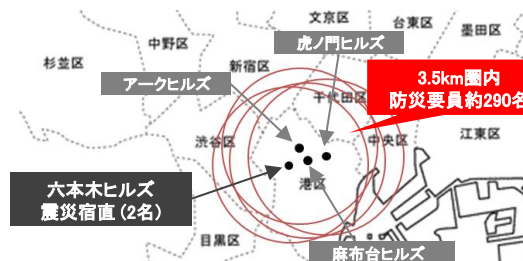 文京区
台東区
墨田区
中野区
虎ノ門ヒルズ
杉並区
新宿区
アークヒルズ
3.5km圏内
防災要員約290名
千代田区
渋谷区
中央区
江東区
六本木ヒルズ
震災宿直(2名)
港区
目黒区
麻布台ヒルズ